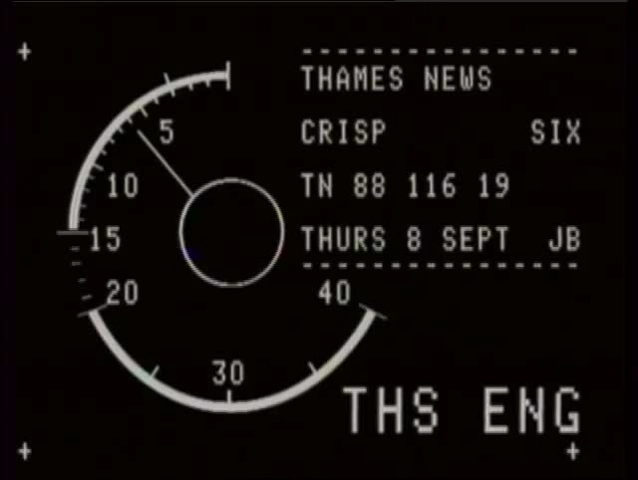 THAMES NEWS
CRISP SIX
TN 88 116 19
THURS 8 SEPT JB
5
10
15
20
30
40
THS ENG